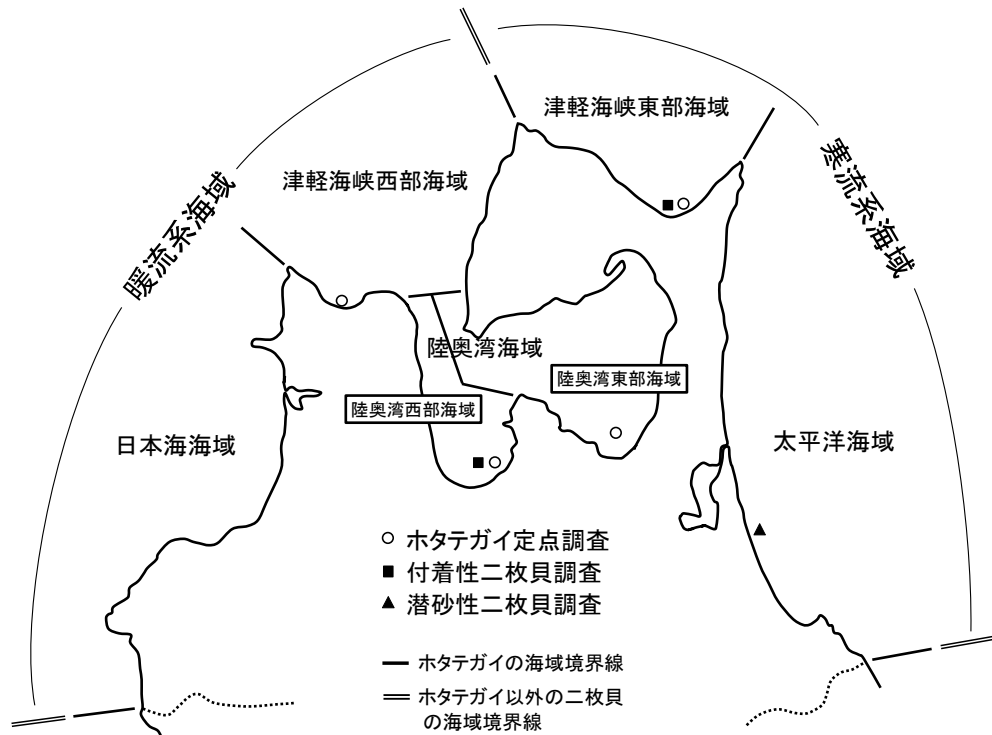 津軽海峡東部海域
津軽海峡西部海域
暖流系海域
寒流系海域
陸奥湾海域
陸奥湾東部海域
陸奥湾西部海域
日本海海域
太平洋海域
○ ホタテガイ定点調査
■ 付着性二枚貝調査
▲ 潜砂性二枚貝調査
ホタテガイの海域境界線
ホタテガイ以外の二枚貝
の海域境界線